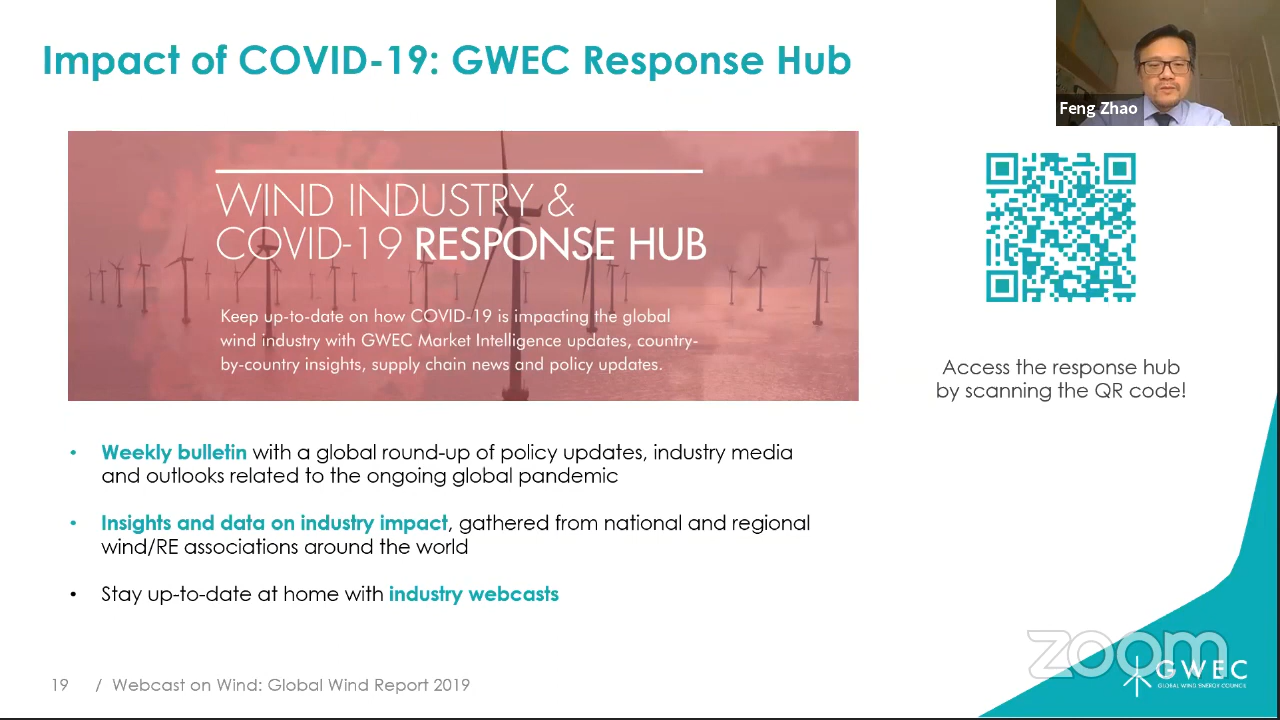 Impact of COVID-19: GWEC Response Hub
Feng Zhao
WIND INDUSTRY &
COVID-19 RESPONSE HUB
Keep up-to-date on how COVID-19 is impacting the global
wind industry with GWEC Market Intelligence updates, country-
by-country insights, supply chain news and policy updates.
Access the response hub
by scanning the QR code!
• Weekly bulletin with a global round-up of policy updates, industry media
and outlooks related to the ongoing global pandemic
• Insights and data on industry impact, gathered from national and regional
wind/RE associations around the world
• Stay up-to-date at home with industry webcasts
19 / Webcast on Wind: Global Wind Report 2019
zoom
GWEC
GLOBAL WIND ENERGY COUNCIL